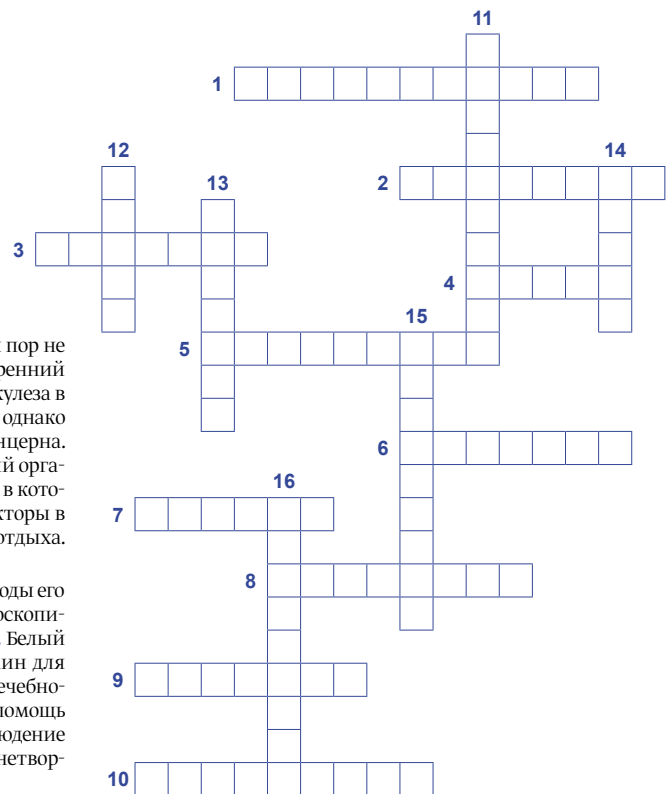 11
1
12
13
2
14
3
4
15
5
пор не
ренний
кулеза в
однако
нцерна.
6
й орга-
в кото-
16
кторы в
7
отдыха.
8
оды его
оскопи-
Белый
ин для
9
ечебно-
помощь
юдение
нетвор-
10